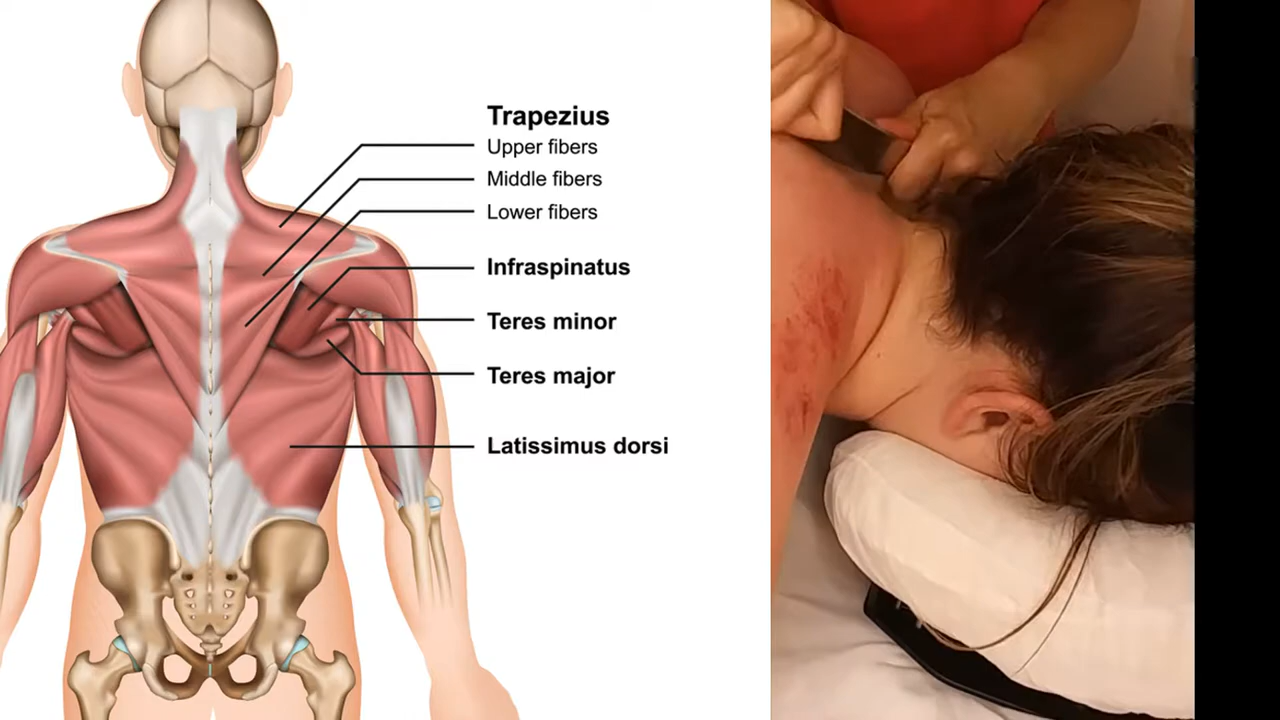 Trapezius
Upper fibers
Middle fibers
Lower fibers
Infraspinatus
Teres minor
Teres major
Latissimus dorsi